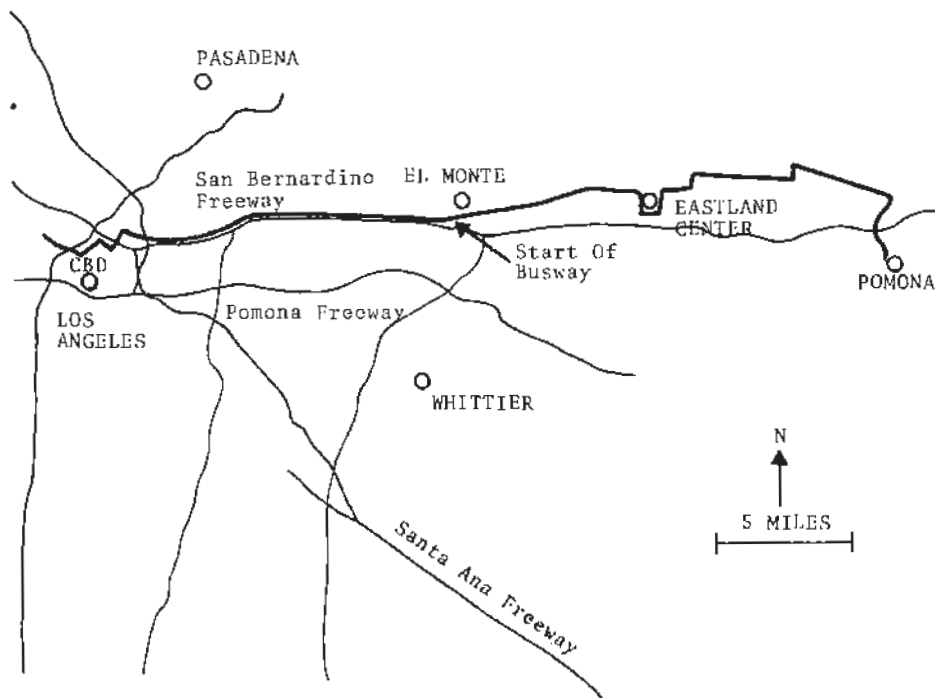 PASADENA
San Bernardino
Freeway
EL MONTE
EASTLAND
CENTER
Start Of
Busway
CBD
POMONA
LOS
ANGELES
Pomona Freeway
WHITTIER
N
5 MILES
Santa Ana Freeway